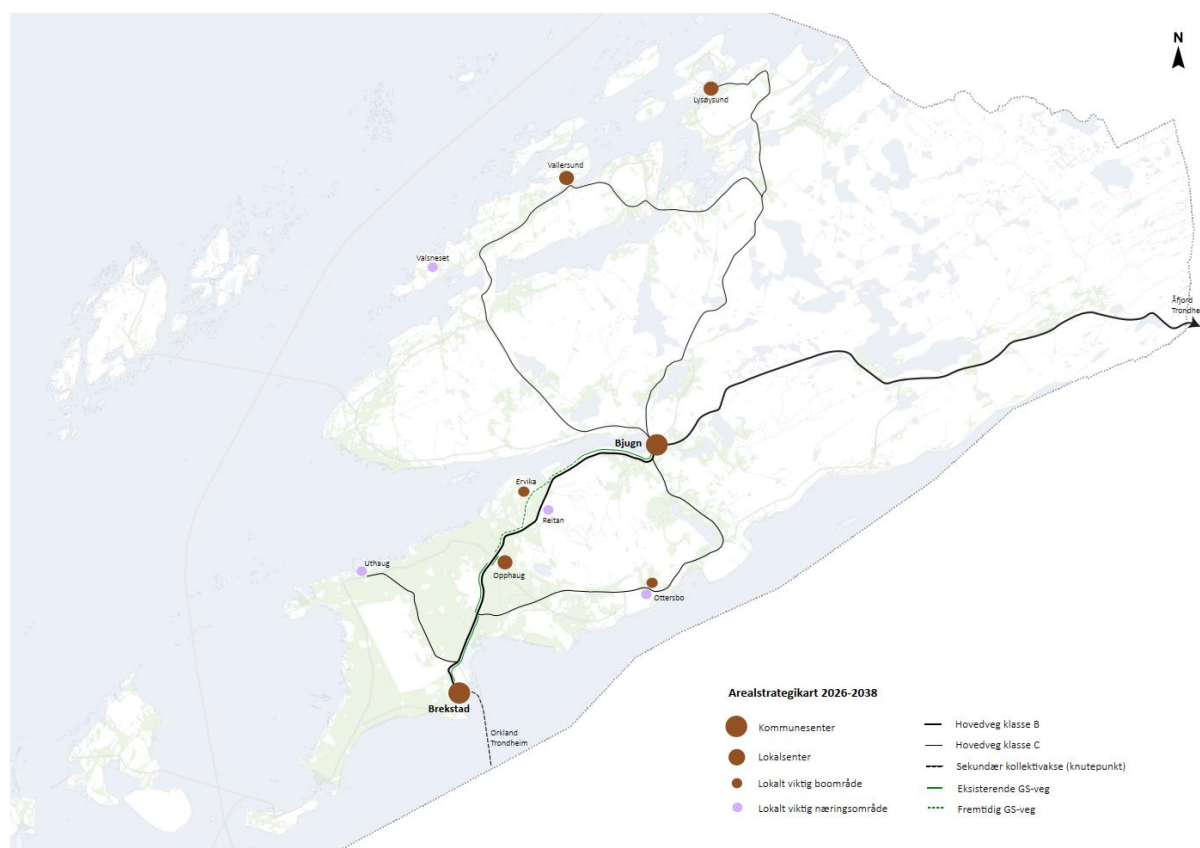 N
Lysøysund
Vallersund
Valsneset
Åfjord
Trondhe
Bjugn
Ervika
Reitan
Uthaug
Opphaug
Ottersbo
Brekstad
Orkland
Trondheim
Arealstrategikart 2026-2038
Kommunesenter
Lokalsenter
Lokalt viktig boområde
Lokalt viktig næringsområde
Hovedveg klasse B
Hovedveg klasse C
Sekundær kollektivakse (knutepunkt)
Eksisterende GS-veg
Fremtidig GS-veg